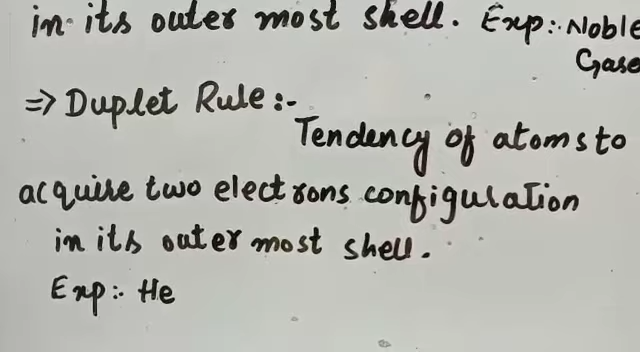 in its outer most shell. Exp:- Noble
Gase
=> Duplet Rule :-
Tendency of atoms to
acquire two electrons configuration
in its outer most shell.
Exp:- He